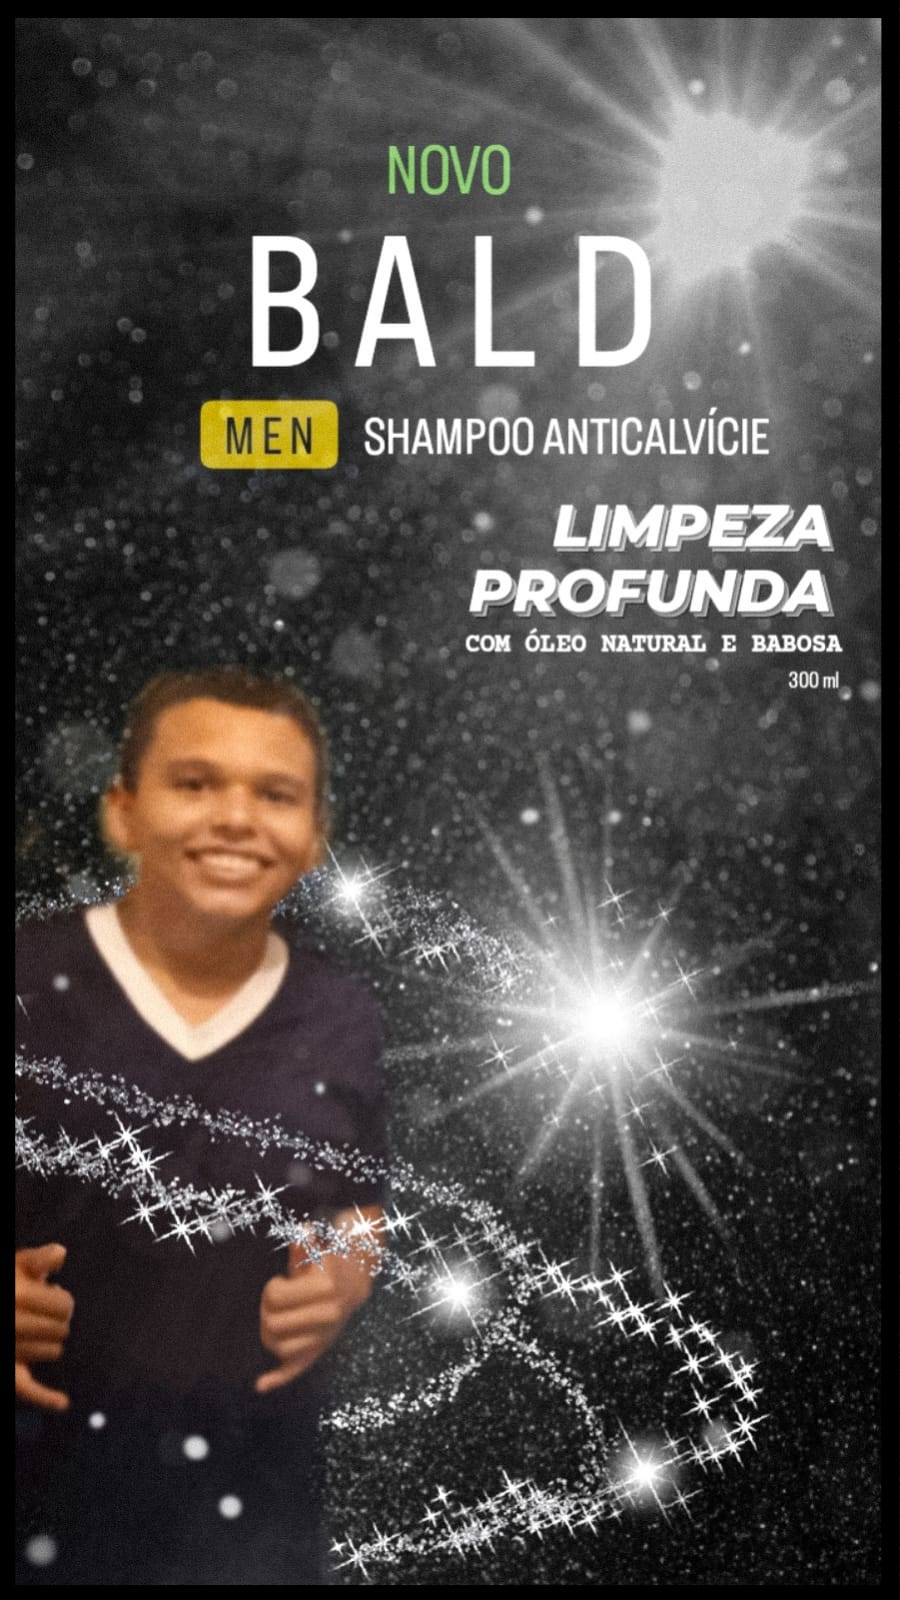 NOVO
BALD
MEN SHAMPOO ANTICALVÍCIE
LIMPEZA
PROFUNDA
COM ÓLEO NATURAL E BABOSA
300 ml